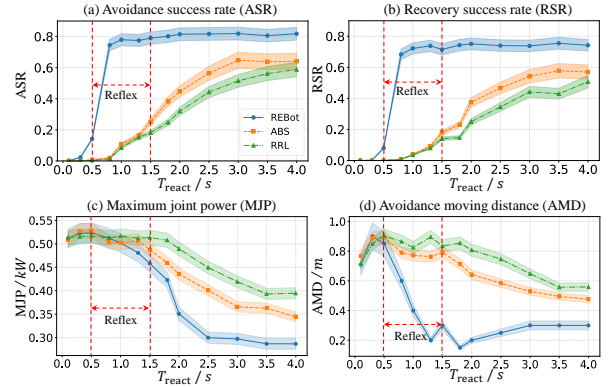 (a) Avoidance success rate (ASR)
ASR
0.8
0.6
0.4
0.2
0.0
Reflex
REBot
ABS
RRL
0.0 0.5 1.0 1.5 2.0 2.5 3.0 3.5 4.0
T_react / s
(b) Recovery success rate (RSR)
RSR
0.8
0.6
0.4
0.2
0.0
Reflex
0.0 0.5 1.0 1.5 2.0 2.5 3.0 3.5 4.0
T_react / s
(c) Maximum joint power (MJP)
MJP / kW
0.55
0.50
0.45
0.40
0.35
0.30
Reflex
0.0 0.5 1.0 1.5 2.0 2.5 3.0 3.5 4.0
T_react / s
(d) Avoidance moving distance (AMD)
AMD / m
1.0
0.8
0.6
0.4
0.2
Reflex
0.0 0.5 1.0 1.5 2.0 2.5 3.0 3.5 4.0
T_react / s